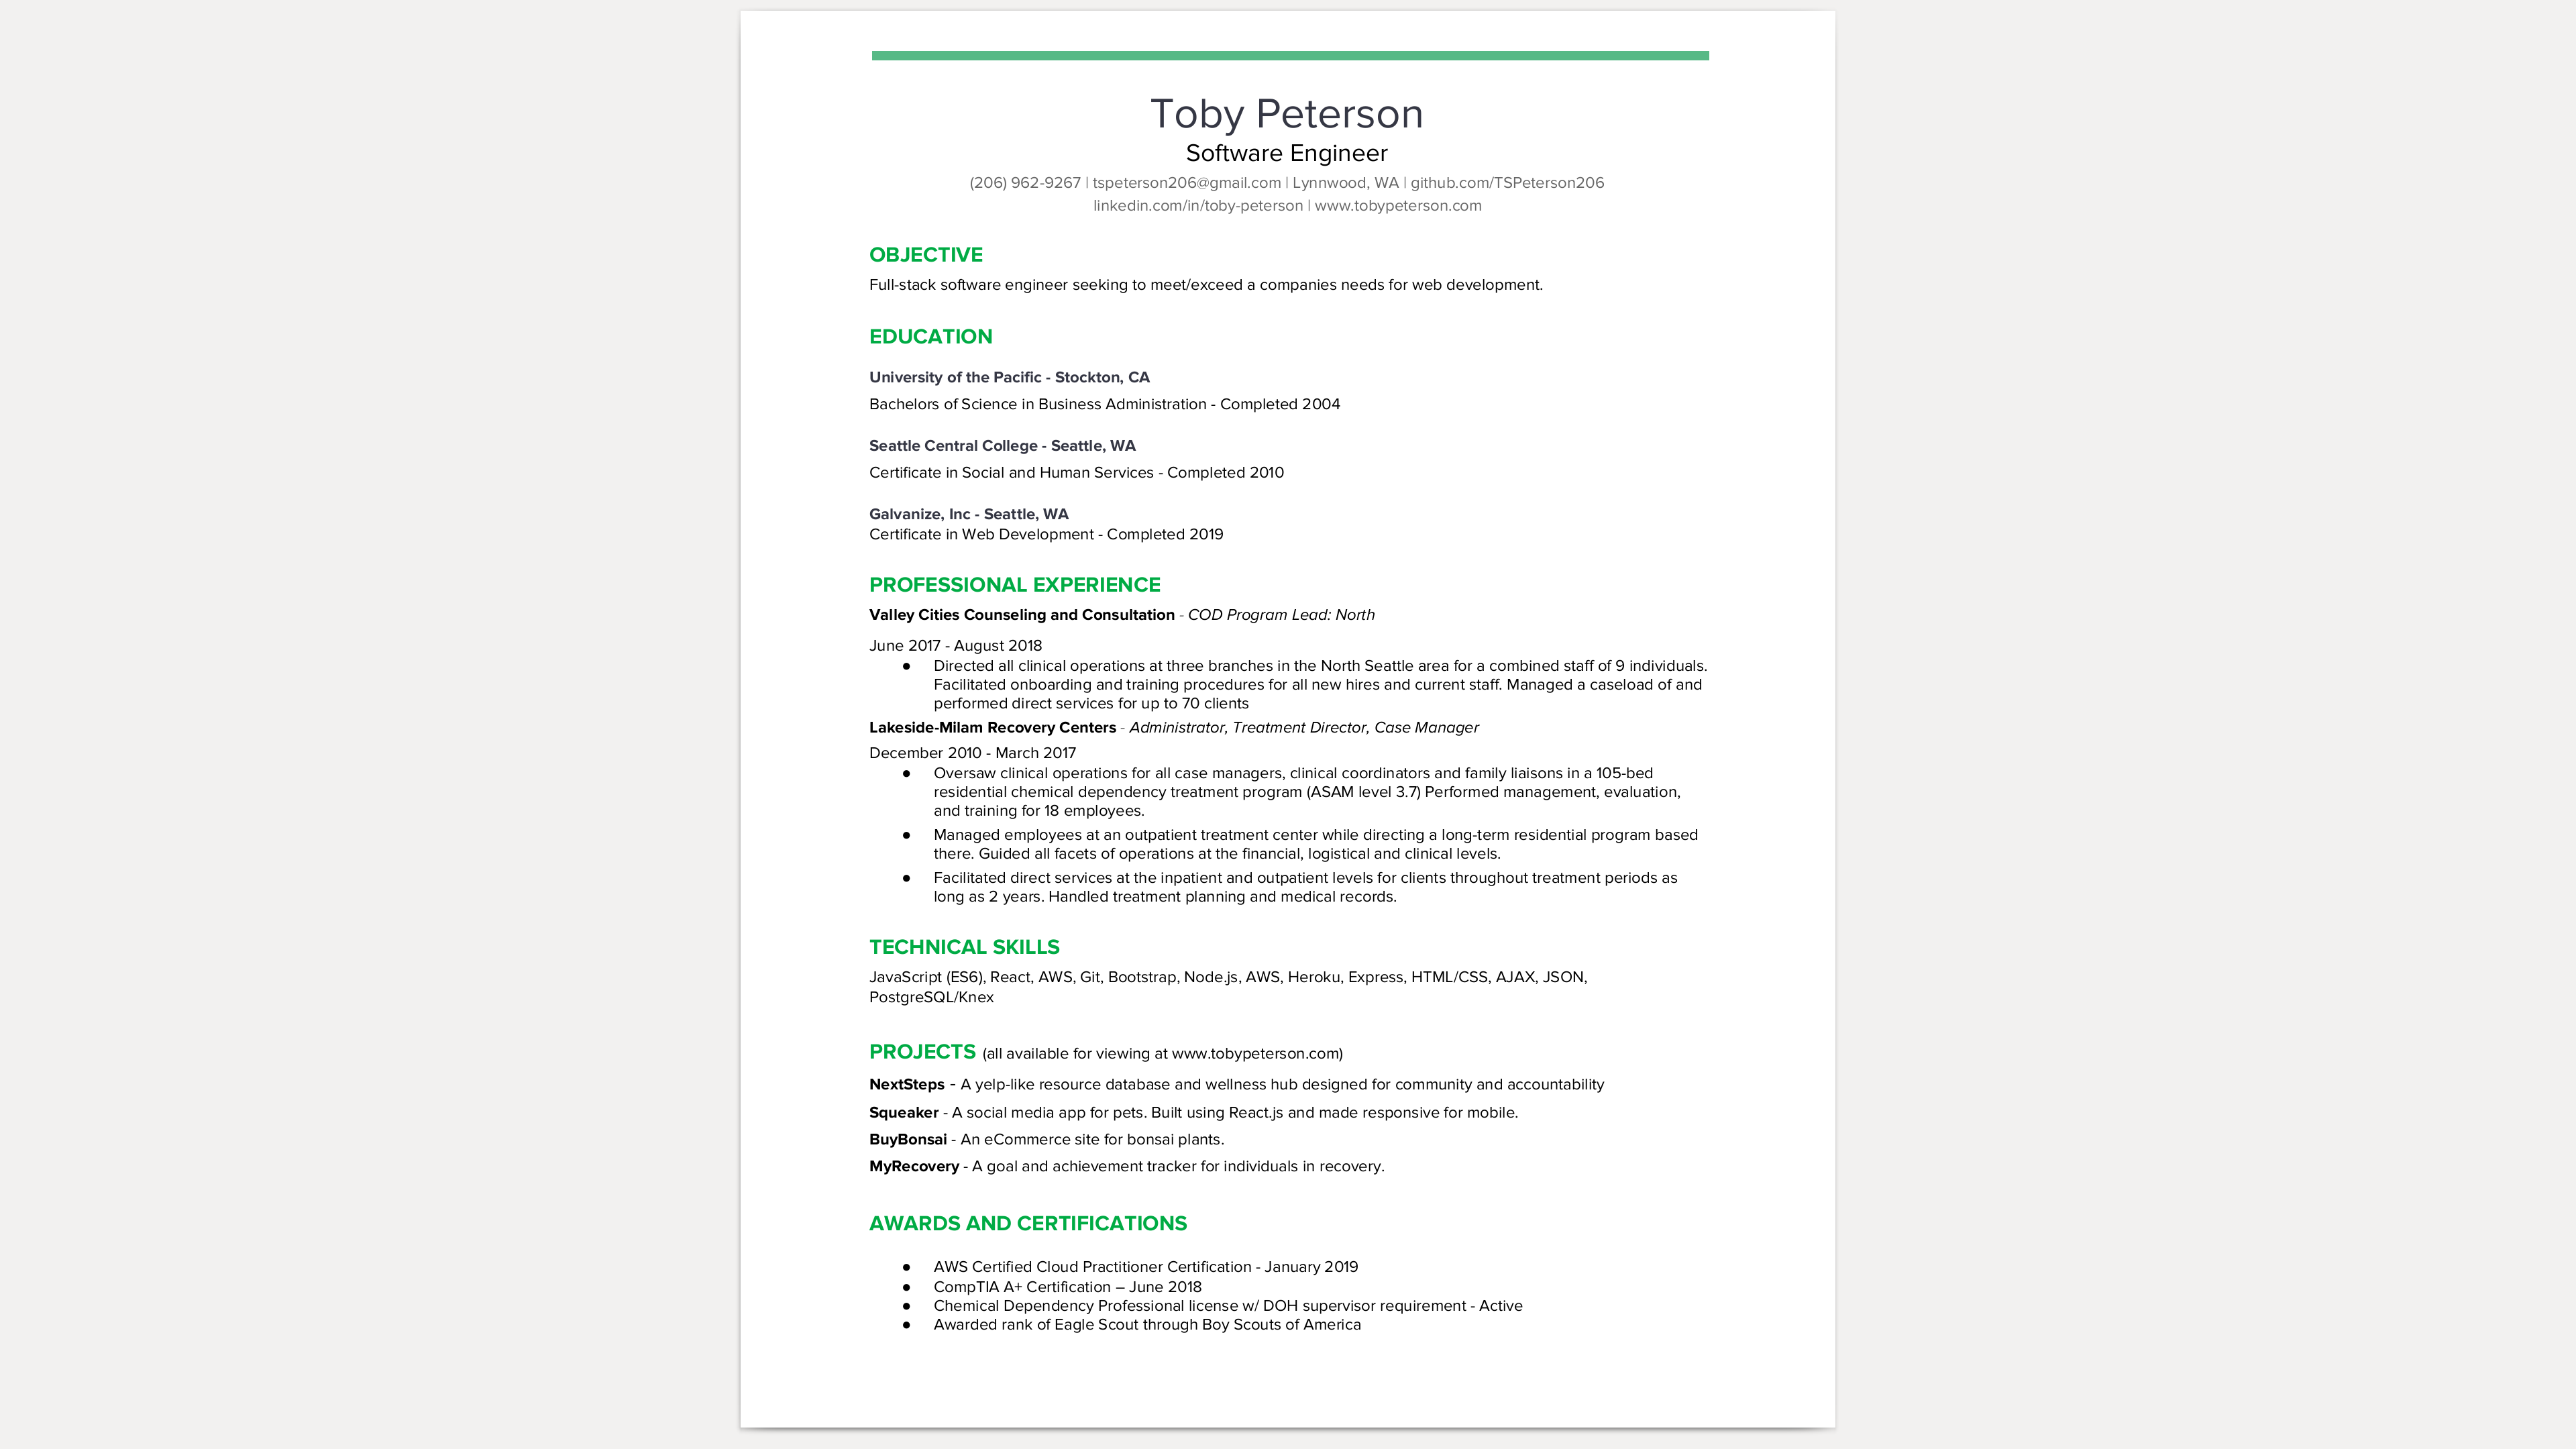 Toby Peterson
Software Engineer
(206) 962-9267 | tspeterson206@gmail.com | Lynnwood, WA | github.com/TSPeterson206
linkedin.com/in/toby-peterson | www.tobypeterson.com
OBJECTIVE
Full-stack software engineer seeking to meet/exceed a companies needs for web development.
EDUCATION
University of the Pacific - Stockton, CA
Bachelors of Science in Business Administration - Completed 2004
Seattle Central College - Seattle, WA
Certificate in Social and Human Services - Completed 2010
Galvanize, Inc - Seattle, WA
Certificate in Web Development - Completed 2019
PROFESSIONAL EXPERIENCE
Valley Cities Counseling and Consultation - COD Program Lead: North
June 2017 - August 2018
● Directed all clinical operations at three branches in the North Seattle area for a combined staff of 9 individuals.
Facilitated onboarding and training procedures for all new hires and current staff. Managed a caseload of and
performed direct services for up to 70 clients
Lakeside-Milam Recovery Centers - Administrator, Treatment Director, Case Manager
December 2010 - March 2017
● Oversaw clinical operations for all case managers, clinical coordinators and family liaisons in a 105-bed
residential chemical dependency treatment program (ASAM level 3.7) Performed management, evaluation,
and training for 18 employees.
● Managed employees at an outpatient treatment center while directing a long-term residential program based
there. Guided all facets of operations at the financial, logistical and clinical levels.
● Facilitated direct services at the inpatient and outpatient levels for clients throughout treatment periods as
long as 2 years. Handled treatment planning and medical records.
TECHNICAL SKILLS
JavaScript (ES6), React, AWS, Git, Bootstrap, Node.js, AWS, Heroku, Express, HTML/CSS, AJAX, JSON,
PostgreSQL/Knex
PROJECTS (all available for viewing at www.tobypeterson.com)
NextSteps - A yelp-like resource database and wellness hub designed for community and accountability
Squeaker - A social media app for pets. Built using React.js and made responsive for mobile.
BuyBonsai - An eCommerce site for bonsai plants.
MyRecovery - A goal and achievement tracker for individuals in recovery.
AWARDS AND CERTIFICATIONS
● AWS Certified Cloud Practitioner Certification - January 2019
● CompTIA A+ Certification – June 2018
● Chemical Dependency Professional license w/ DOH supervisor requirement - Active
● Awarded rank of Eagle Scout through Boy Scouts of America